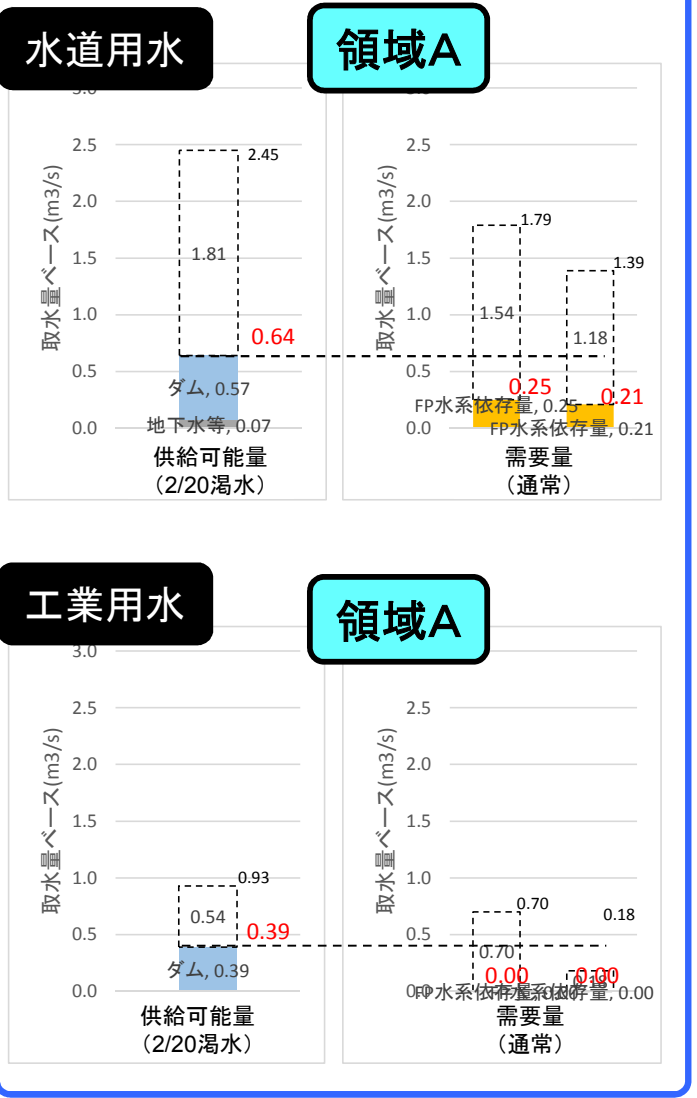 水道用水
領域A
3.0
2.5
2.0
1.5
1.0
0.5
0.0
取水量ベース(m3/s)
2.45
1.81
0.64
ダム, 0.57
地下水等, 0.07
供給可能量
（2/20渇水）
2.5
2.0
1.5
1.0
0.5
0.0
取水量ベース(m3/s)
1.79
1.39
1.54
1.18
0.25
0.21
FP水系依存量, 0.25
FP水系依存量, 0.21
需要量
（通常）
工業用水
領域A
3.0
2.5
2.0
1.5
1.0
0.5
0.0
取水量ベース(m3/s)
0.93
0.54
0.39
ダム, 0.39
供給可能量
（2/20渇水）
2.5
2.0
1.5
1.0
0.5
取水量ベース(m3/s)
0.70
0.18
0.70
0.00
0.00
需要量
（通常）